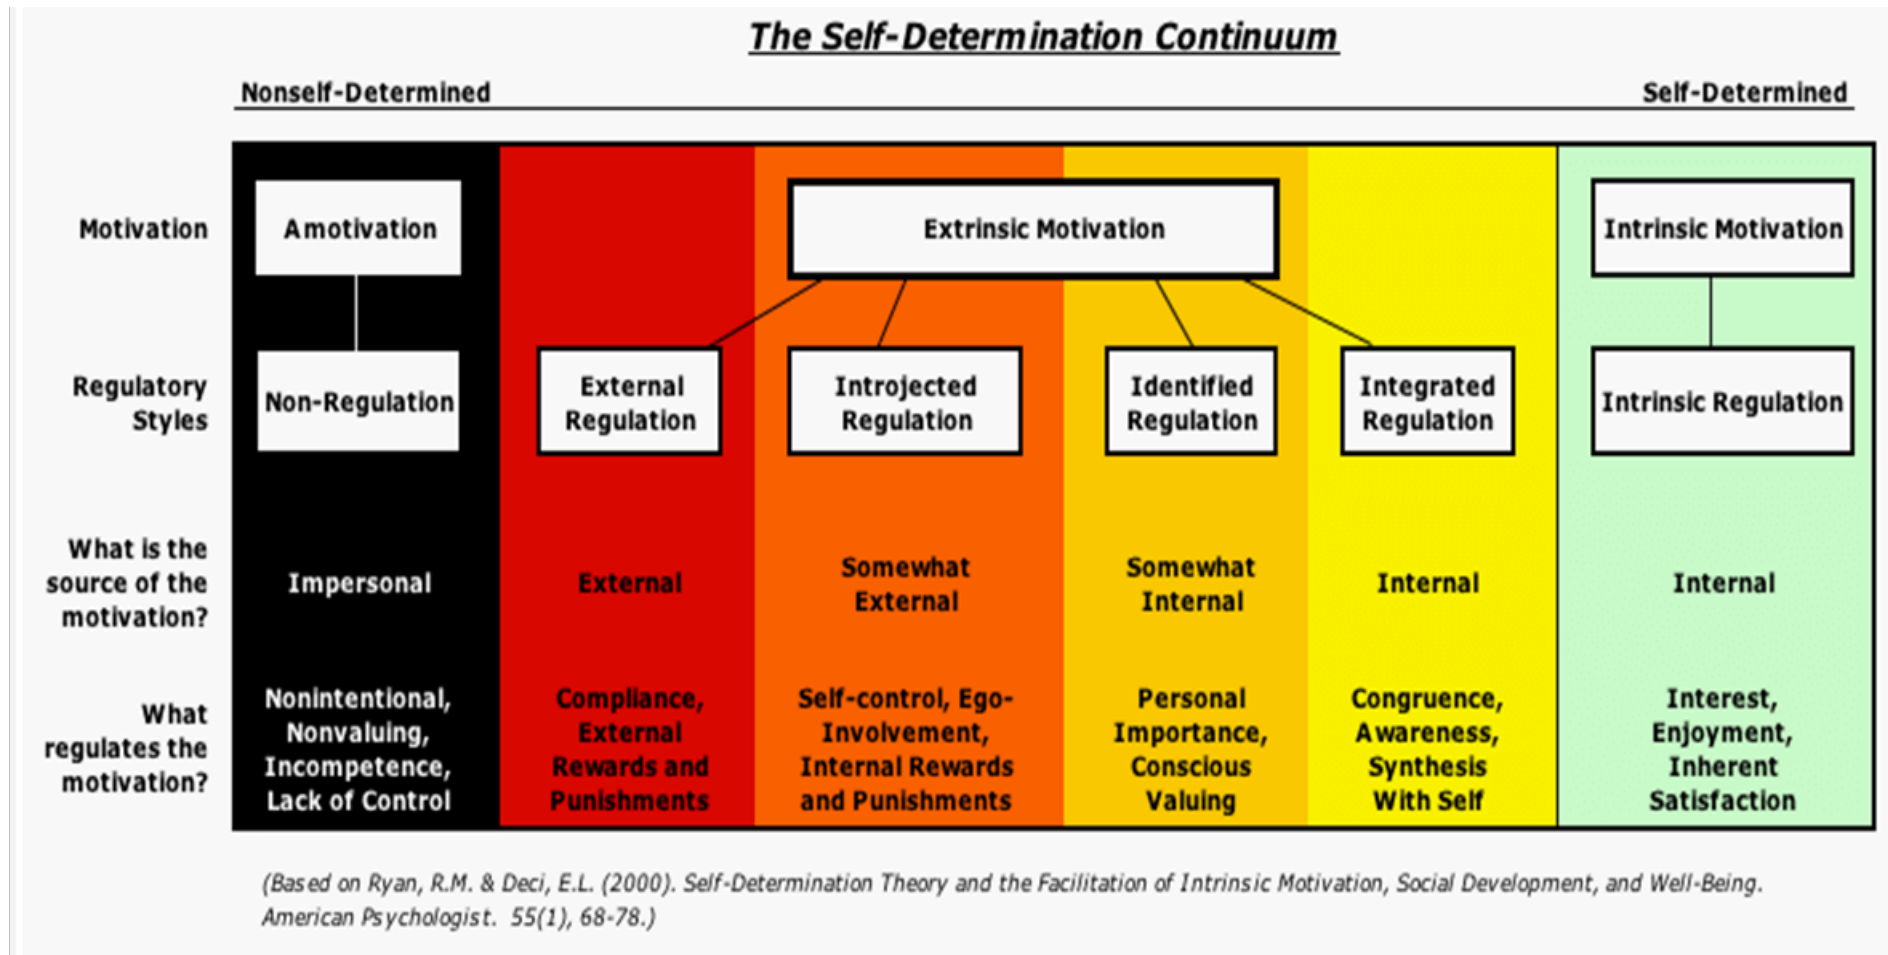 The Self-Determination Continuum
Nonself-Determined
Self-Determined
Motivation
Amotivation
Extrinsic Motivation
Intrinsic Motivation
Regulatory
Styles
Non-Regulation
External
Regulation
Introjected
Regulation
Identified
Regulation
Integrated
Regulation
Intrinsic Regulation
What is the
source of the
motivation?
Impersonal
External
Somewhat
External
Somewhat
Internal
Internal
Internal
What
regulates the
motivation?
Nonintentional,
Nonvaluing,
Incompetence,
Lack of Control
Compliance,
External
Rewards and
Punishments
Self-control, Ego-
Involvement,
Internal Rewards
and Punishments
Personal
Importance,
Conscious
Valuing
Congruence,
Awareness,
Synthesis
With Self
Interest,
Enjoyment,
Inherent
Satisfaction
(Based on Ryan, R.M. & Deci, E.L. (2000). Self-Determination Theory and the Facilitation of Intrinsic Motivation, Social Development, and Well-Being.
American Psychologist. 55(1), 68-78.)